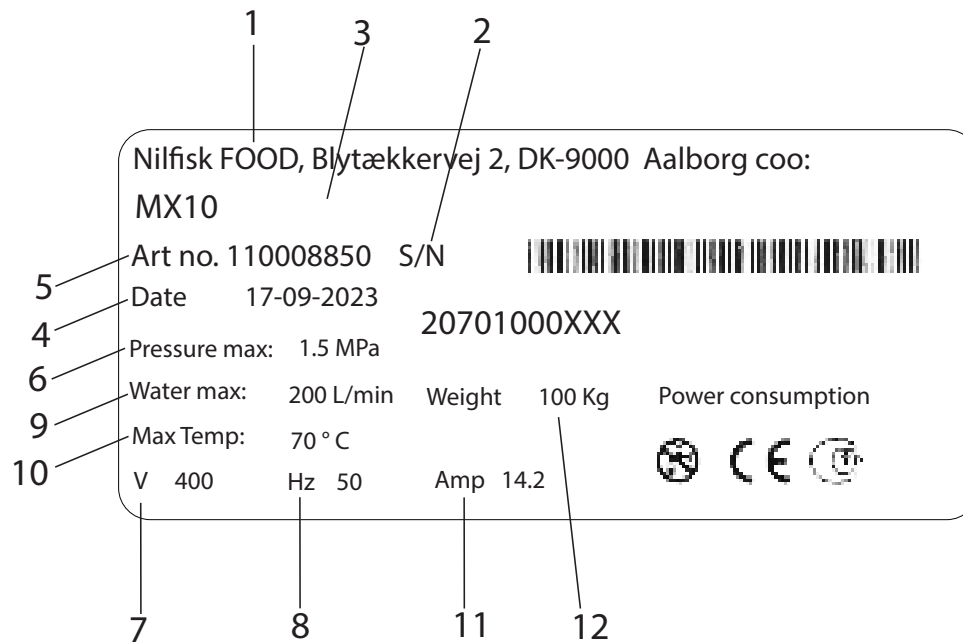 1
3
2
Nilfisk FOOD, Blytækkervej 2, DK-9000 Aalborg coo:
MX10
5
Art no. 110008850 S/N
4
Date 17-09-2023
20701000XXX
6
Pressure max: 1.5 MPa
9
Water max: 200 L/min Weight 100 Kg Power consumption
10
Max Temp: 70 ° C
CE
V 400 Hz 50 Amp 14.2
7
8
11
12